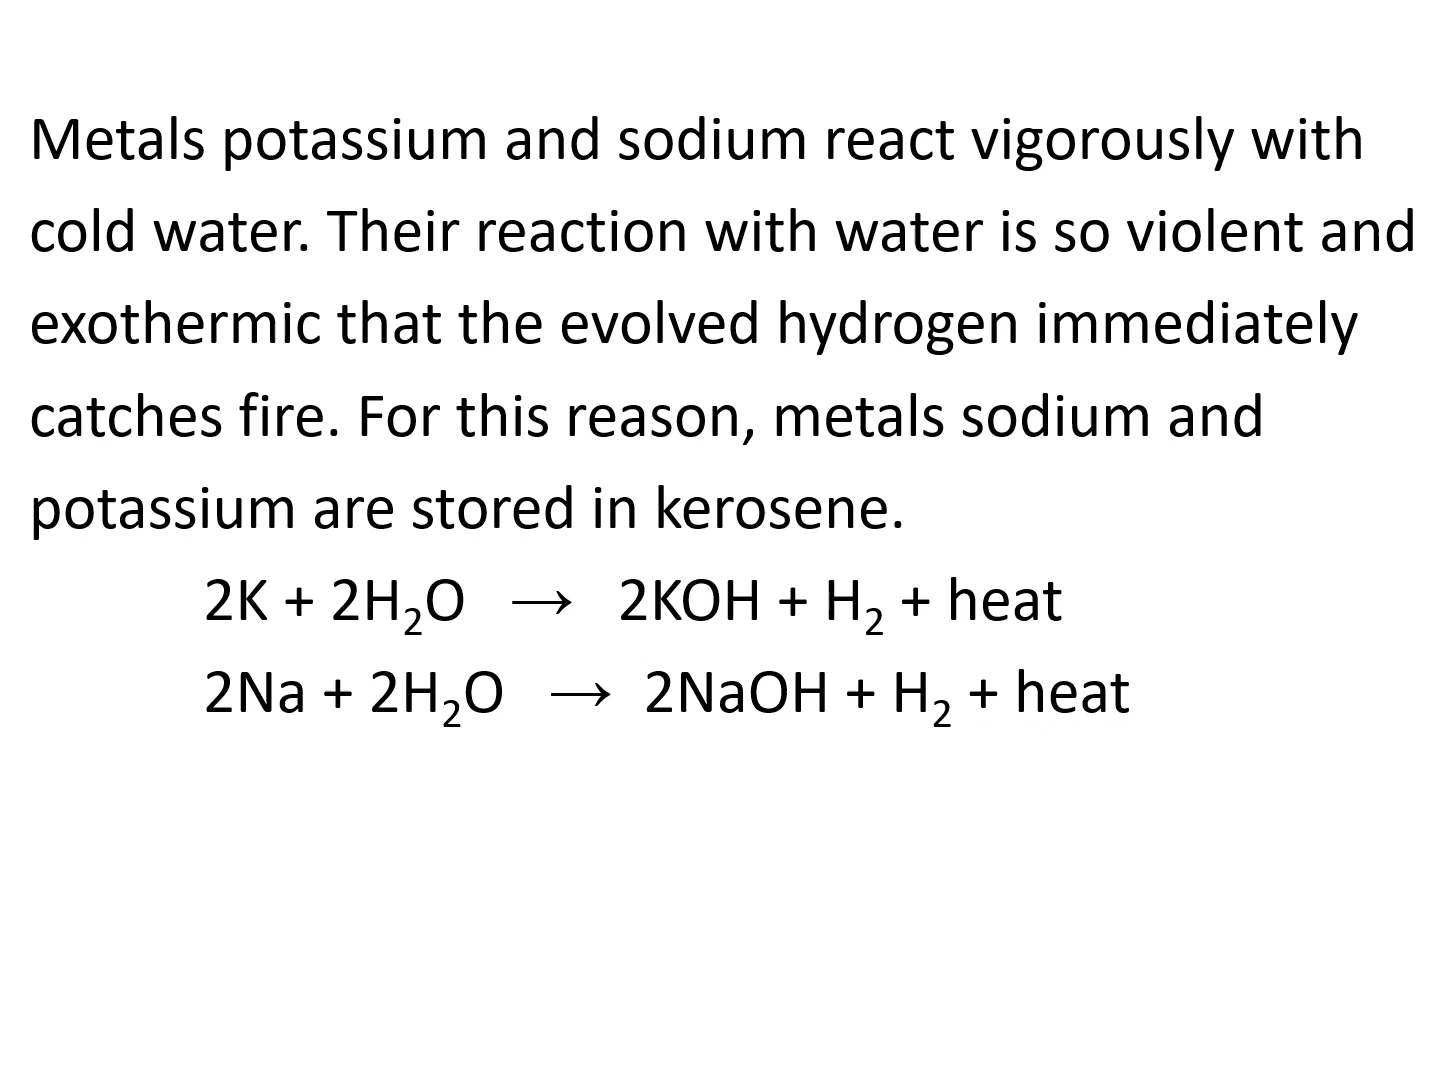 Metals potassium and sodium react vigorously with
cold water. Their reaction with water is so violent and
exothermic that the evolved hydrogen immediately
catches fire. For this reason, metals sodium and
potassium are stored in kerosene.
2K + 2H₂O → 2KOH + H₂ + heat
2Na + 2H₂O → 2NaOH + H₂ + heat